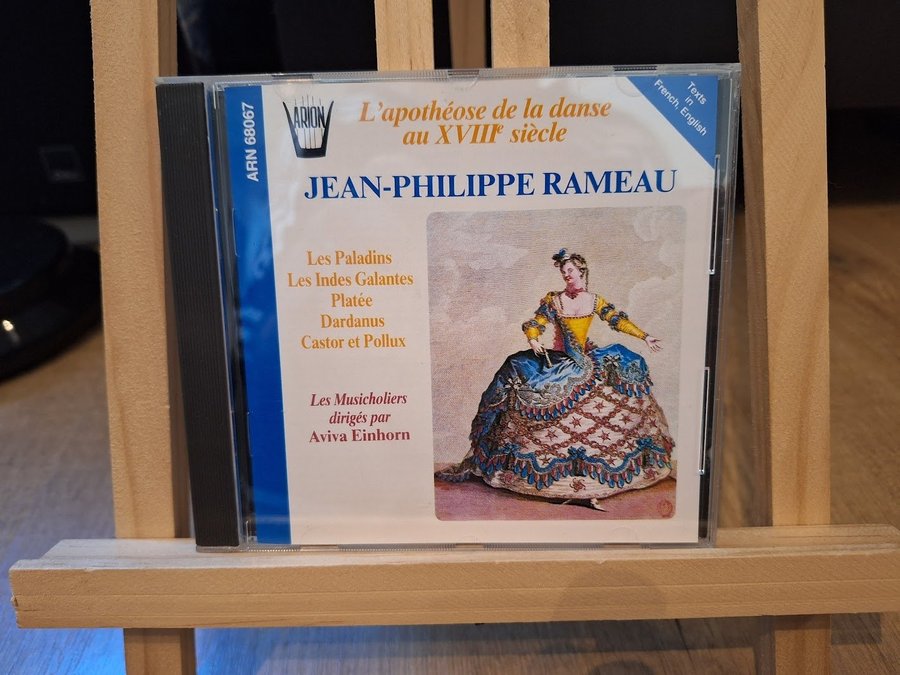 ARN 68067
ARION
L'apothéose de la danse
au XVIIIe siècle
Texts
in
French, English
JEAN-PHILIPPE RAMEAU
Les Paladins
Les Indes Galantes
Platée
Dardanus
Castor et Pollux
Les Musicholiers
dirigés par
Aviva Einhorn